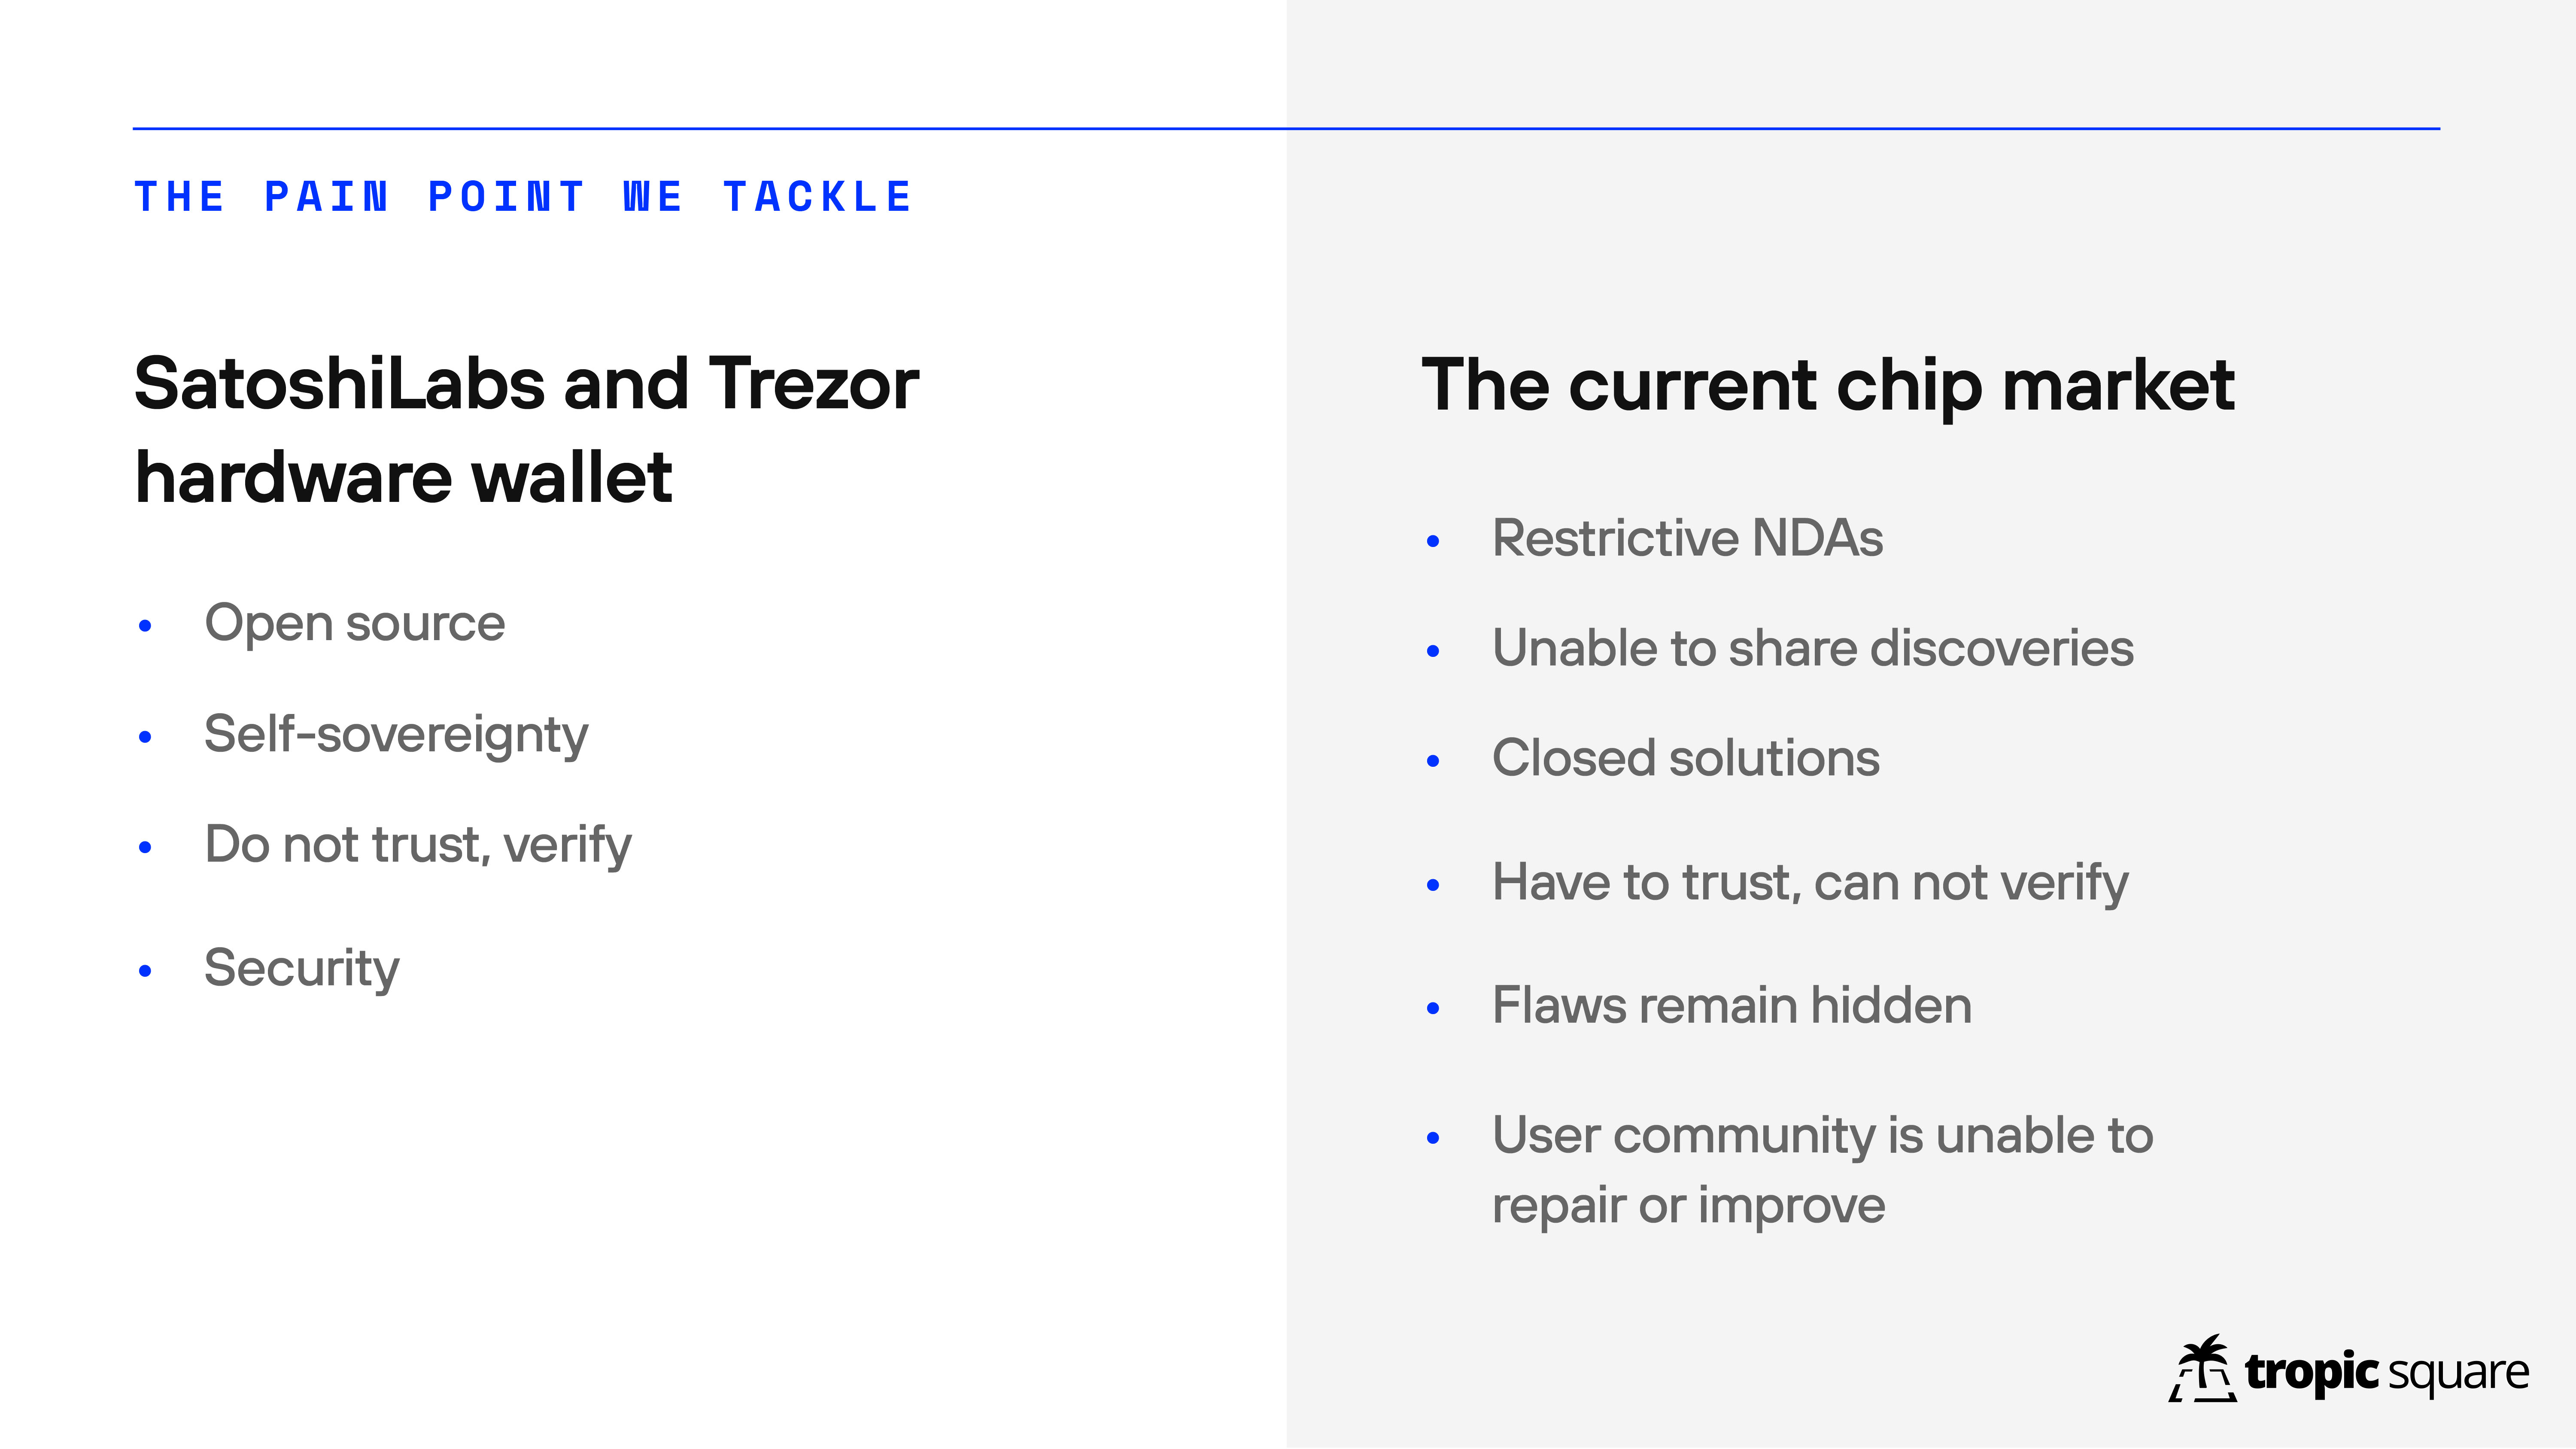 THE PAIN POINT WE TACKLE
SatoshiLabs and Trezor
hardware wallet
• Open source
• Self-sovereignty
• Do not trust, verify
• Security
The current chip market
• Restrictive NDAs
• Unable to share discoveries
• Closed solutions
• Have to trust, can not verify
• Flaws remain hidden
• User community is unable to
repair or improve
tropic square